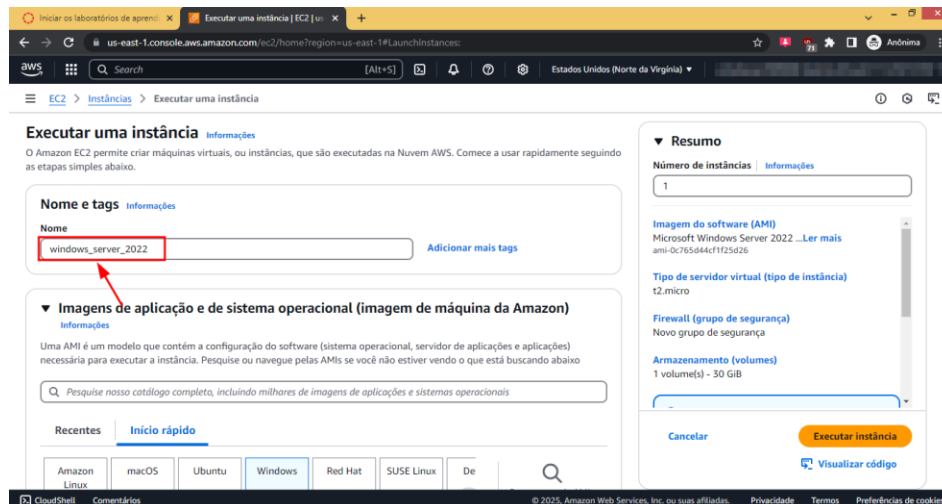 Iniciar os laboratórios de aprendi
Executar uma instância | EC2 | us
us-east-1.console.aws.amazon.com/ec2/home?region=us-east-1#LaunchInstances:
71
Anônima
aws
Search
[Alt+S]
Estados Unidos (Norte da Virgínia)
EC2 > Instâncias > Executar uma instância
Executar uma instância Informações
O Amazon EC2 permite criar máquinas virtuais, ou instâncias, que são executadas na Nuvem AWS. Comece a usar rapidamente seguindo
as etapas simples abaixo.
Nome e tags Informações
Nome
windows_server_2022
Adicionar mais tags
Imagens de aplicação e de sistema operacional (imagem de máquina da Amazon)
Informações
Uma AMI é um modelo que contém a configuração do software (sistema operacional, servidor de aplicações e aplicações)
necessária para executar a instância. Pesquise ou navegue pelas AMIs se você não estiver vendo o que está buscando abaixo
Pesquise nosso catálogo completo, incluindo milhares de imagens de aplicações e sistemas operacionais
Recentes
Início rápido
Amazon
Linux
macOS
Ubuntu
Windows
Red Hat
SUSE Linux
De
Resumo
Número de instâncias | Informações
1
Imagem do software (AMI)
Microsoft Windows Server 2022 ...Ler mais
ami-0c765d44cf1f25d26
Tipo de servidor virtual (tipo de instância)
t2.micro
Firewall (grupo de segurança)
Novo grupo de segurança
Armazenamento (volumes)
1 volume(s) - 30 GiB
Cancelar
Executar instância
Visualizar código
CloudShell
Comentários
© 2025, Amazon Web Services, Inc. ou suas afiliadas.
Privacidade
Termos
Preferências de cookies